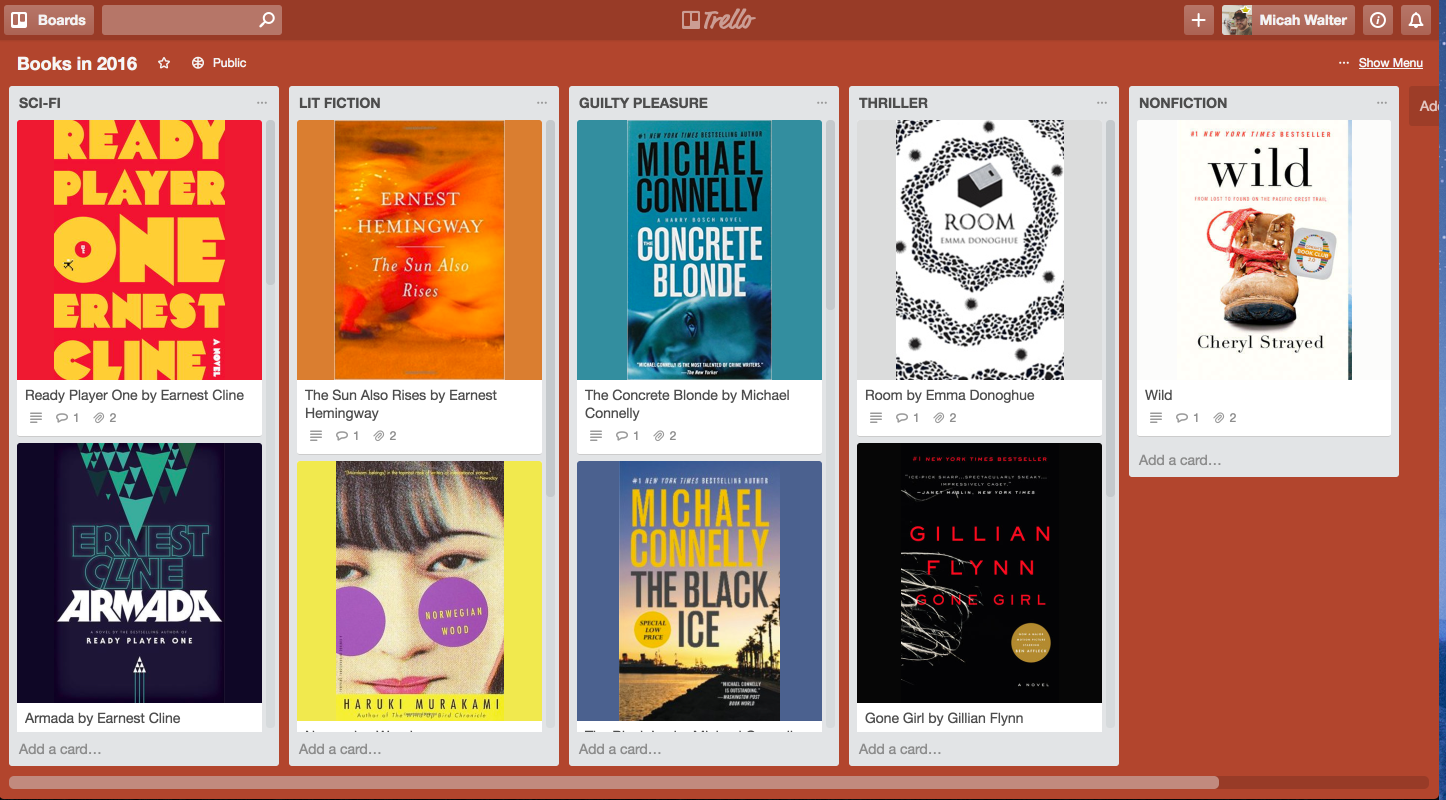 Boards
Trello
Micah Walter
Books in 2016
Public
Show Menu
SCI-FI
READY
PLAYER
ONE
ERNEST
CLINE
A NOVEL
Ready Player One by Earnest Cline
1 2
ERNEST
CLINE
ARMADA
A NOVEL BY THE BESTSELLING AUTHOR OF
READY PLAYER ONE
Armada by Earnest Cline
Add a card…
LIT FICTION
ERNEST
HEMINGWAY
The Sun Also
Rises
The Sun Also Rises by Earnest
Hemingway
1 2
NORWEGIAN
WOOD
HARUKI MURAKAMI
Author of The Wind-Up Bird Chronicle
Add a card…
GUILTY PLEASURE
#1 NEW YORK TIMES BESTSELLING AUTHOR
MICHAEL
CONNELLY
A HARRY BOSCH NOVEL
THE
CONCRETE
BLONDE
"MICHAEL CONNELLY IS THE MOST TALENTED OF CRIME WRITERS."
—The New Yorker
The Concrete Blonde by Michael
Connelly
1 2
#1 NEW YORK TIMES BESTSELLING AUTHOR
MICHAEL
CONNELLY
THE BLACK
ICE
SPECIAL
LOW
PRICE
"MICHAEL CONNELLY
IS OUTSTANDING."
—WASHINGTON POST
BOOK WORLD
Add a card…
THRILLER
ROOM
EMMA DONOGHUE
Room by Emma Donoghue
1 2
#1 NEW YORK TIMES BESTSELLER
"ICE-PICK SHARP...SPECTACULARLY SNEAKY...
IMPRESSIVELY CAGEY."
—JANET MASLIN, NEW YORK TIMES
GILLIAN
FLYNN
GONE GIRL
A NOVEL
Gone Girl by Gillian Flynn
Add a card…
NONFICTION
#1 NEW YORK TIMES BESTSELLER
wild
FROM LOST TO FOUND ON THE PACIFIC CREST TRAIL
BOOK CLUB
2.0
Cheryl Strayed
Wild
1 2
Add a card…